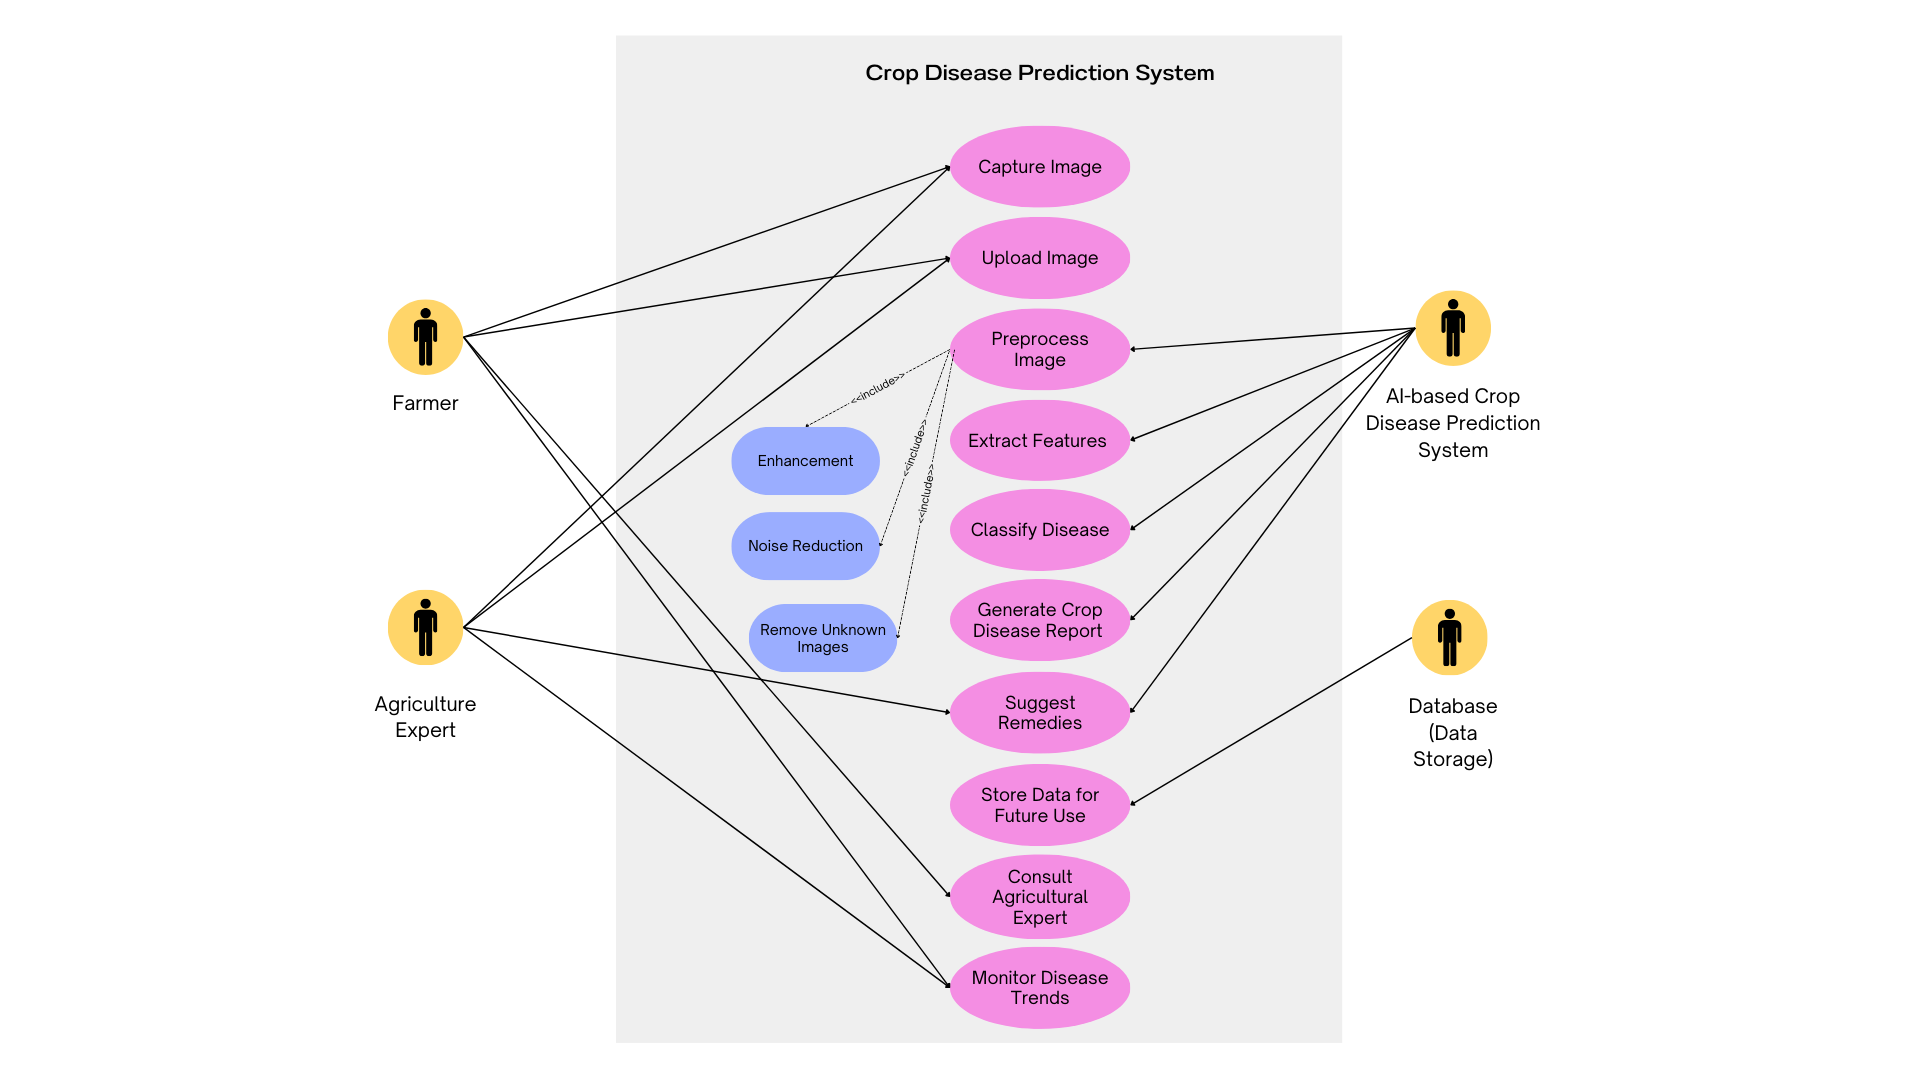 Crop Disease Prediction System
Capture Image
Upload Image
Preprocess
Image
<<include>>
<<include>>
<<include>>
Enhancement
Noise Reduction
Remove Unknown
Images
Extract Features
Classify Disease
Generate Crop
Disease Report
Suggest
Remedies
Store Data for
Future Use
Consult
Agricultural
Expert
Monitor Disease
Trends
Farmer
Agriculture
Expert
AI-based Crop
Disease Prediction
System
Database
(Data
Storage)